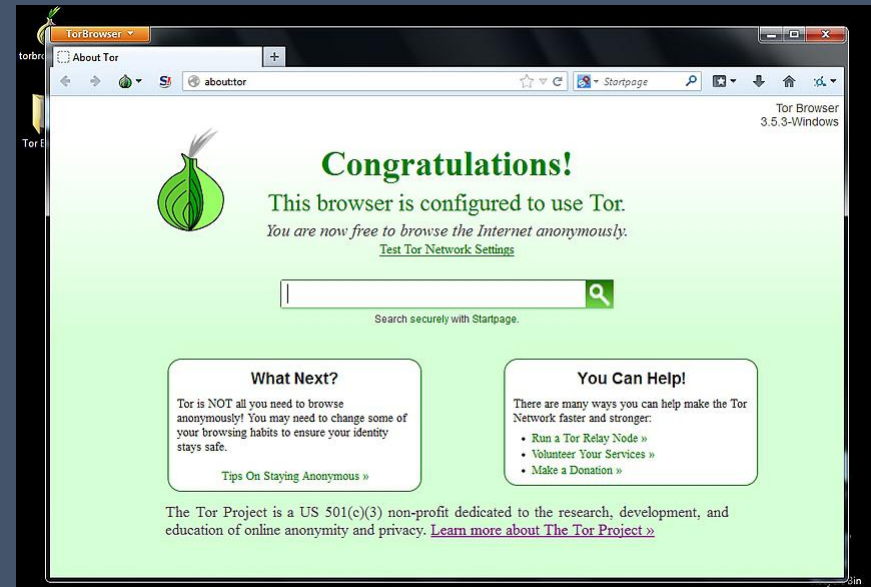 TorBrowser
About Tor
about:tor
Startpage
Tor Browser
3.5.3-Windows
Congratulations!
This browser is configured to use Tor.
You are now free to browse the Internet anonymously.
Test Tor Network Settings
Search securely with Startpage.
What Next?
Tor is NOT all you need to browse
anonymously! You may need to change some of
your browsing habits to ensure your identity
stays safe.
Tips On Staying Anonymous »
You Can Help!
There are many ways you can help make the Tor
Network faster and stronger:
• Run a Tor Relay Node »
• Volunteer Your Services »
• Make a Donation »
The Tor Project is a US 501(c)(3) non-profit dedicated to the research, development, and
education of online anonymity and privacy. Learn more about The Tor Project »